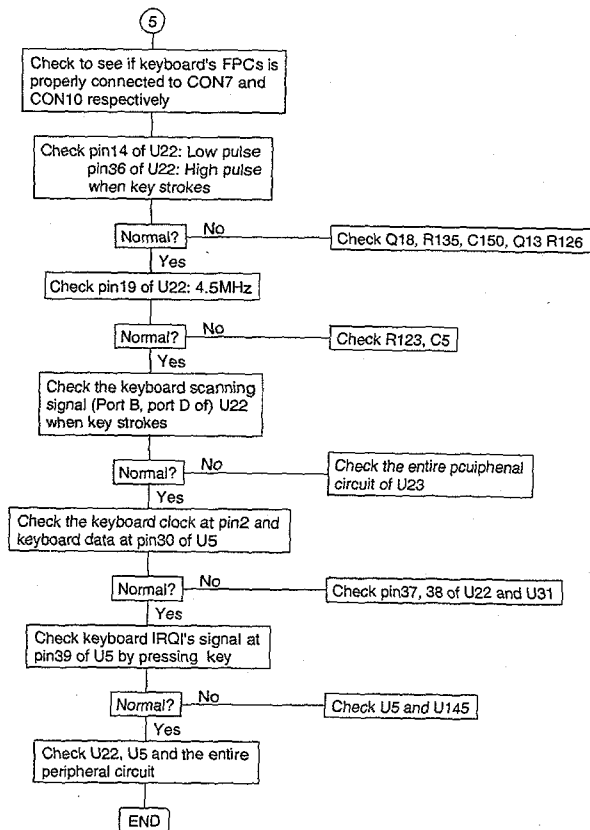 5
Check to see if keyboard's FPCs is
properly connected to CON7 and
CON10 respectively
Check pin14 of U22: Low pulse
pin36 of U22: High pulse
when key strokes
Normal?
No
Check Q18, R135, C150, Q13 R126
Yes
Check pin19 of U22: 4.5MHz
Normal?
No
Check R123, C5
Yes
Check the keyboard scanning
signal (Port B, port D of) U22
when key strokes
Normal?
No
Check the entire pcuiphenal
circuit of U23
Yes
Check the keyboard clock at pin2 and
keyboard data at pin30 of U5
Normal?
No
Check pin37, 38 of U22 and U31
Yes
Check keyboard IRQI's signal at
pin39 of U5 by pressing key
Normal?
No
Check U5 and U145
Yes
Check U22, U5 and the entire
peripheral circuit
END